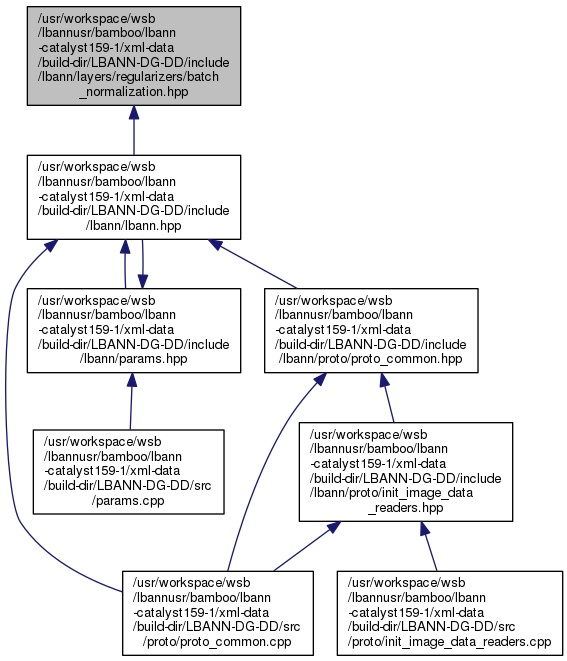 /usr/workspace/wsb
/lbannusr/bamboo/lbann
-catalyst159-1/xml-data
/build-dir/LBANN-DG-DD/include
/lbann/layers/regularizers/batch
_normalization.hpp
/usr/workspace/wsb
/lbannusr/bamboo/lbann
-catalyst159-1/xml-data
/build-dir/LBANN-DG-DD/include
/lbann/lbann.hpp
/usr/workspace/wsb
/lbannusr/bamboo/lbann
-catalyst159-1/xml-data
/build-dir/LBANN-DG-DD/include
/lbann/params.hpp
/usr/workspace/wsb
/lbannusr/bamboo/lbann
-catalyst159-1/xml-data
/build-dir/LBANN-DG-DD/include
/lbann/proto/proto_common.hpp
/usr/workspace/wsb
/lbannusr/bamboo/lbann
-catalyst159-1/xml-data
/build-dir/LBANN-DG-DD/src
/params.cpp
/usr/workspace/wsb
/lbannusr/bamboo/lbann
-catalyst159-1/xml-data
/build-dir/LBANN-DG-DD/include
/lbann/proto/init_image_data
_readers.hpp
/usr/workspace/wsb
/lbannusr/bamboo/lbann
-catalyst159-1/xml-data
/build-dir/LBANN-DG-DD/src
/proto/proto_common.cpp
/usr/workspace/wsb
/lbannusr/bamboo/lbann
-catalyst159-1/xml-data
/build-dir/LBANN-DG-DD/src
/proto/init_image_data_readers.cpp